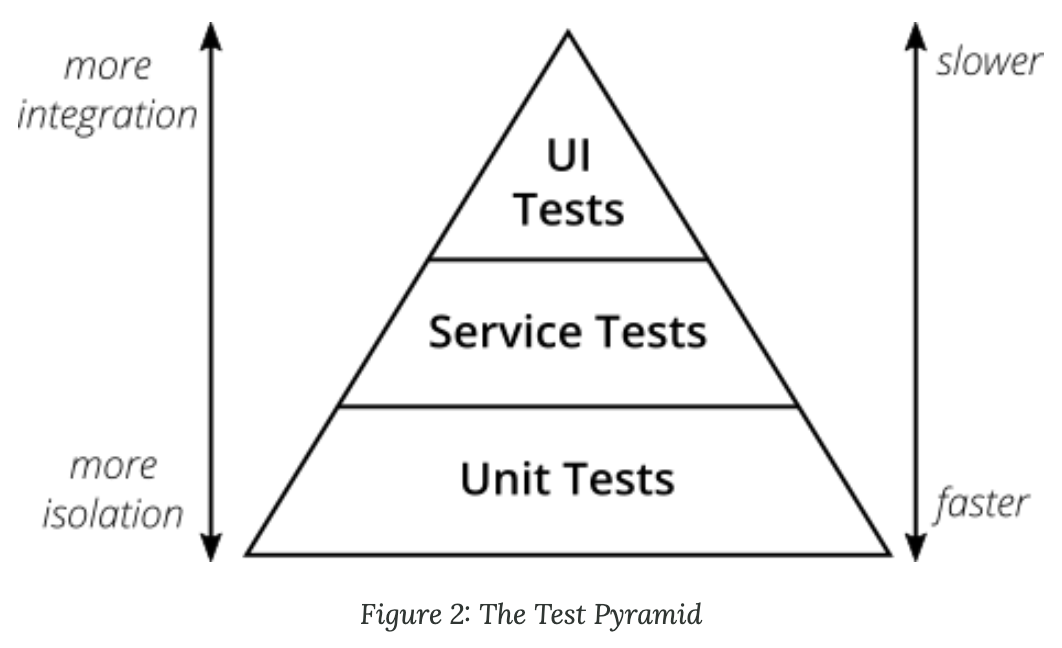 more
integration
slower
UI
Tests
Service Tests
more
isolation
Unit Tests
faster
Figure 2: The Test Pyramid